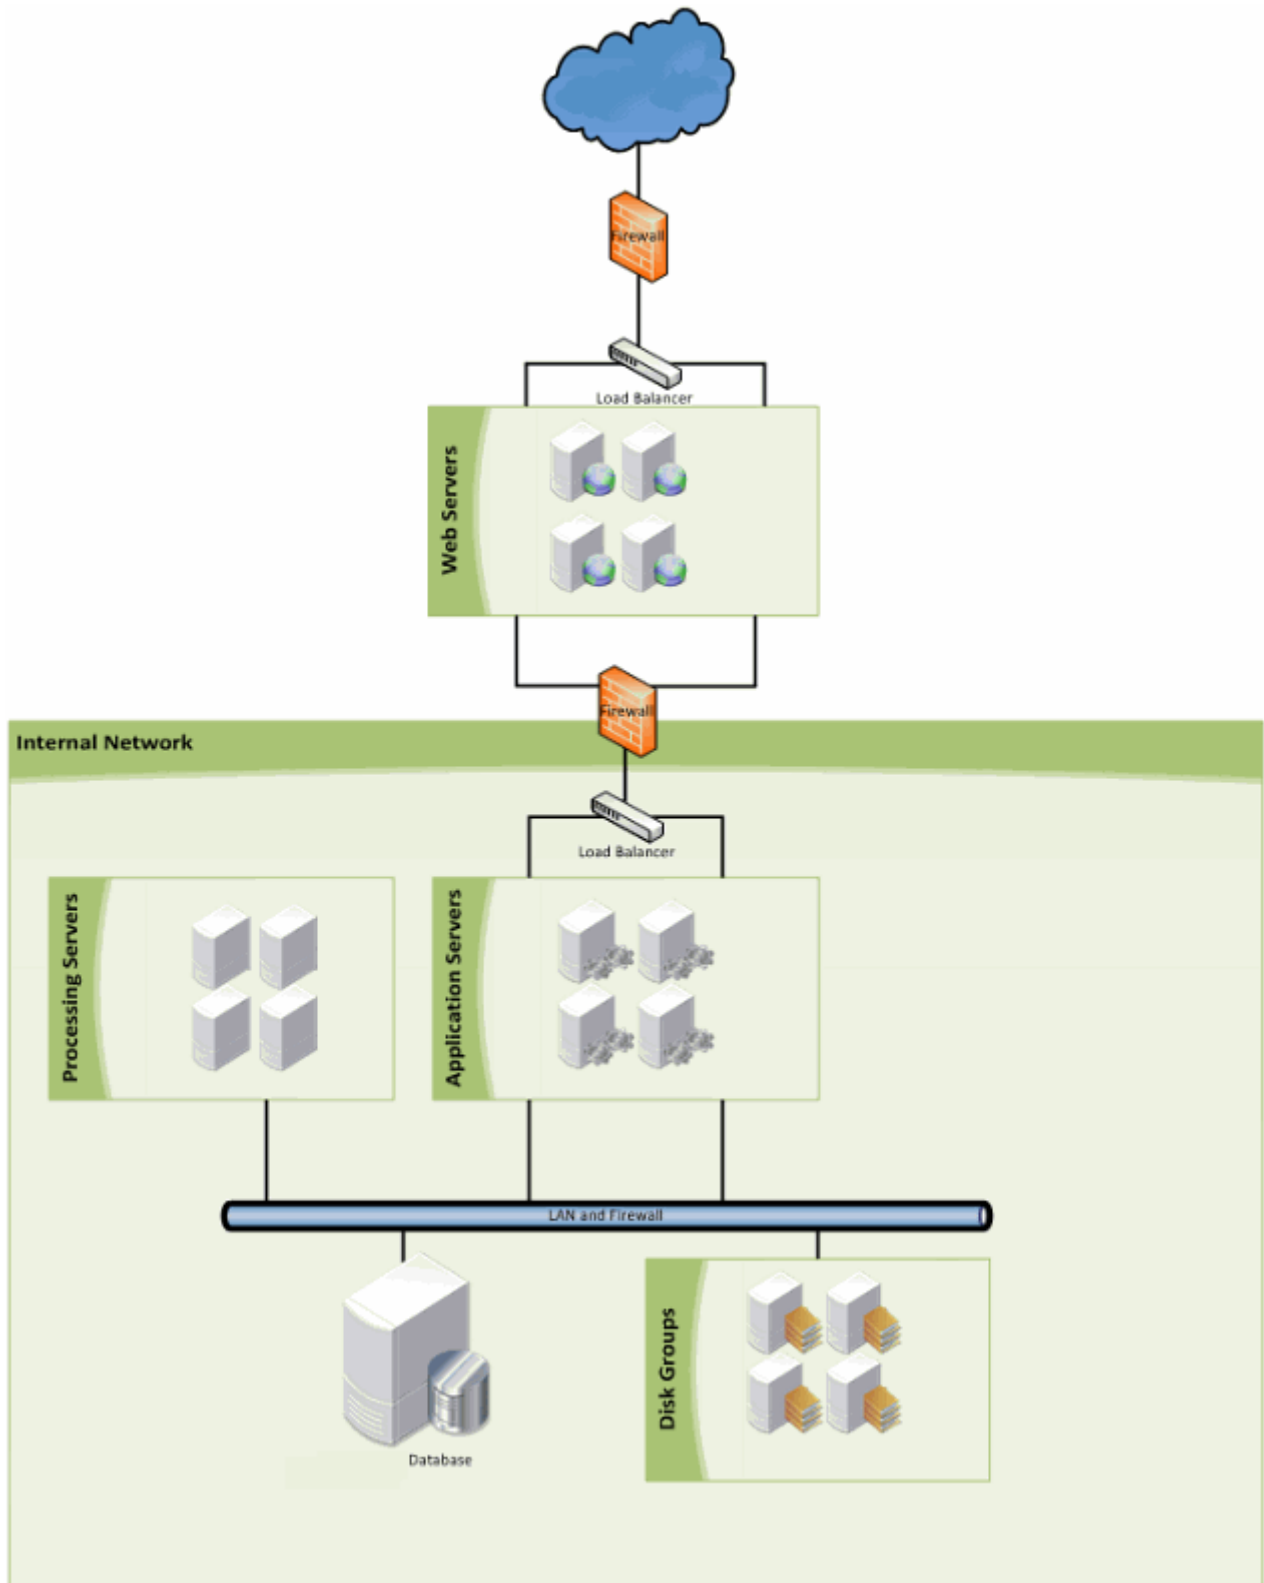 Firewall
Load Balancer
Web Servers
Firewall
Internal Network
Load Balancer
Processing Servers
Application Servers
LAN and Firewall
Disk Groups
Database